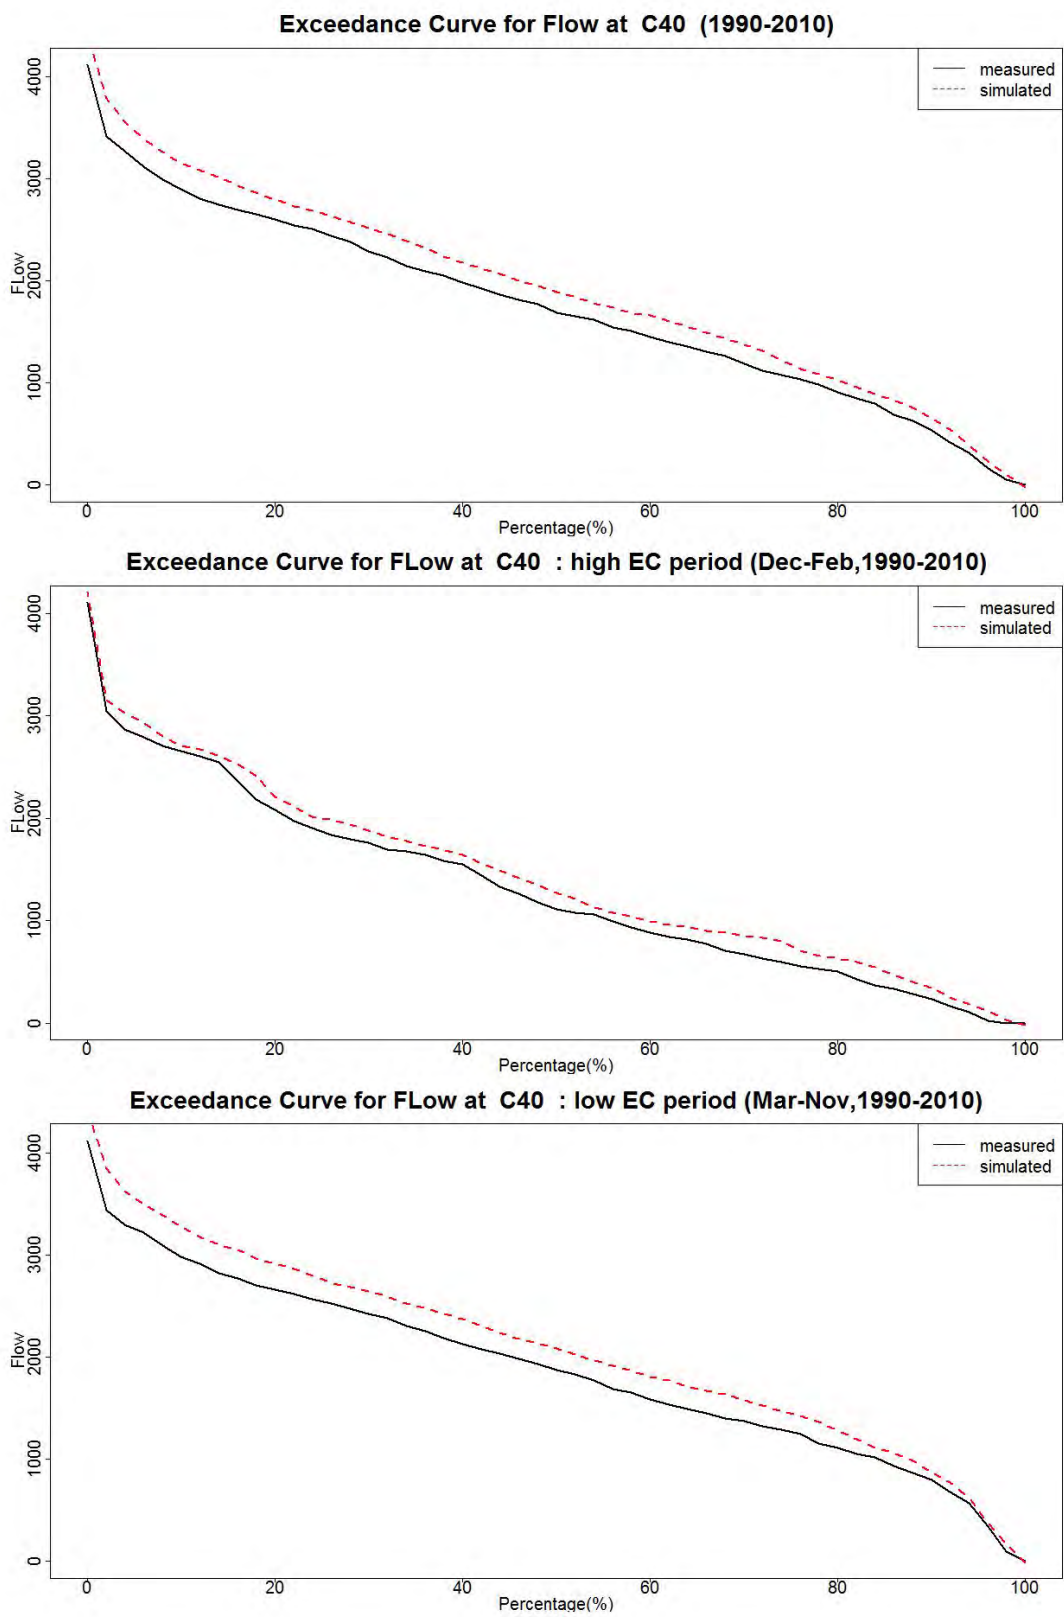 Exceedance Curve for Flow at C40 (1990-2010)
measured
simulated
4000
3000
2000
1000
0
FLow
0 20 40 60 80 100
Percentage(%)
Exceedance Curve for FLow at C40 : high EC period (Dec-Feb,1990-2010)
measured
simulated
4000
3000
2000
1000
0
FLow
0 20 40 60 80 100
Percentage(%)
Exceedance Curve for FLow at C40 : low EC period (Mar-Nov,1990-2010)
measured
simulated
4000
3000
2000
1000
0
Flow
0 20 40 60 80 100
Percentage(%)